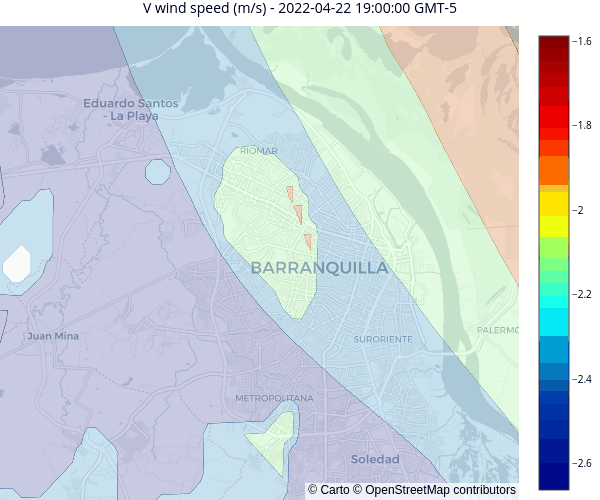 V wind speed (m/s) - 2022-04-22 19:00:00 GMT-5
−1.6
Eduardo Santos
- La Playa
−1.8
RIOMAR
−2
BARRANQUILLA
−2.2
PALERMO
Juan Mina
SURORIENTE
−2.4
METROPOLITANA
Soledad
−2.6
© Carto © OpenStreetMap contributors